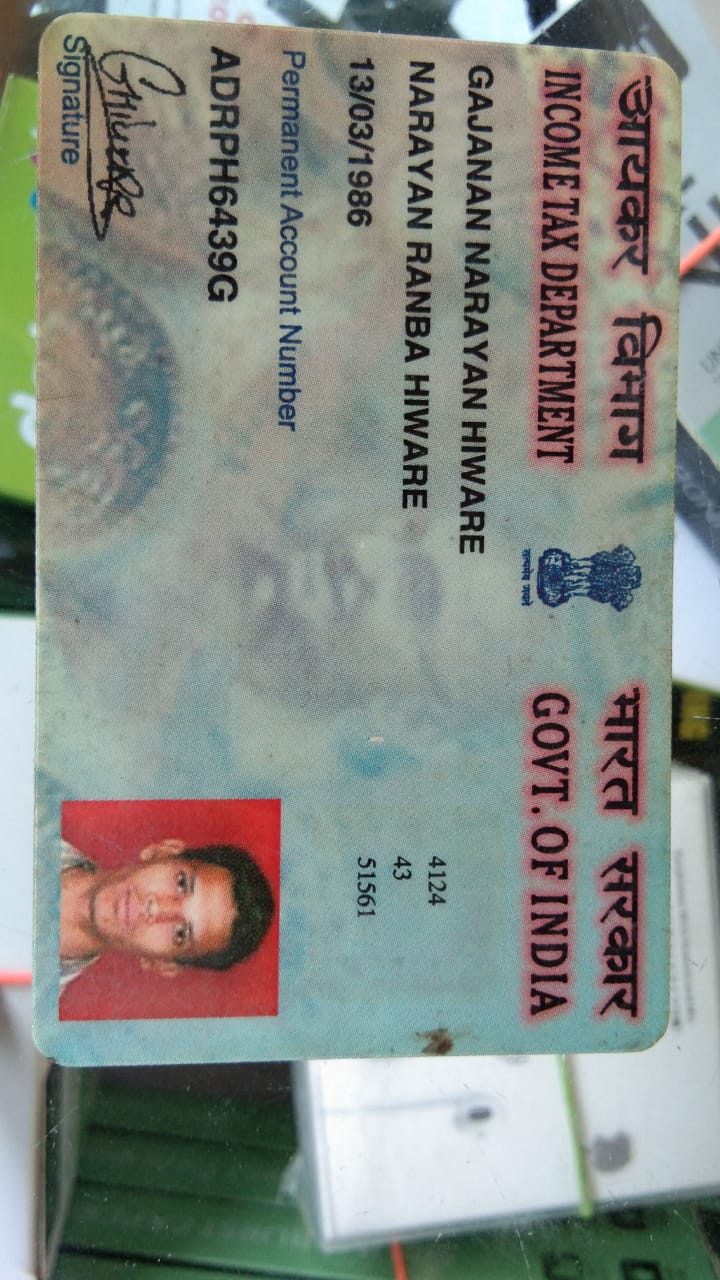 आयकर विभाग
INCOME TAX DEPARTMENT
सत्यमेव जयते
भारत सरकार
GOVT. OF INDIA
GAJANAN NARAYAN HIWARE
NARAYAN RANBA HIWARE
13/03/1986
Permanent Account Number
ADRPH6439G
Signature
4124
43
51561